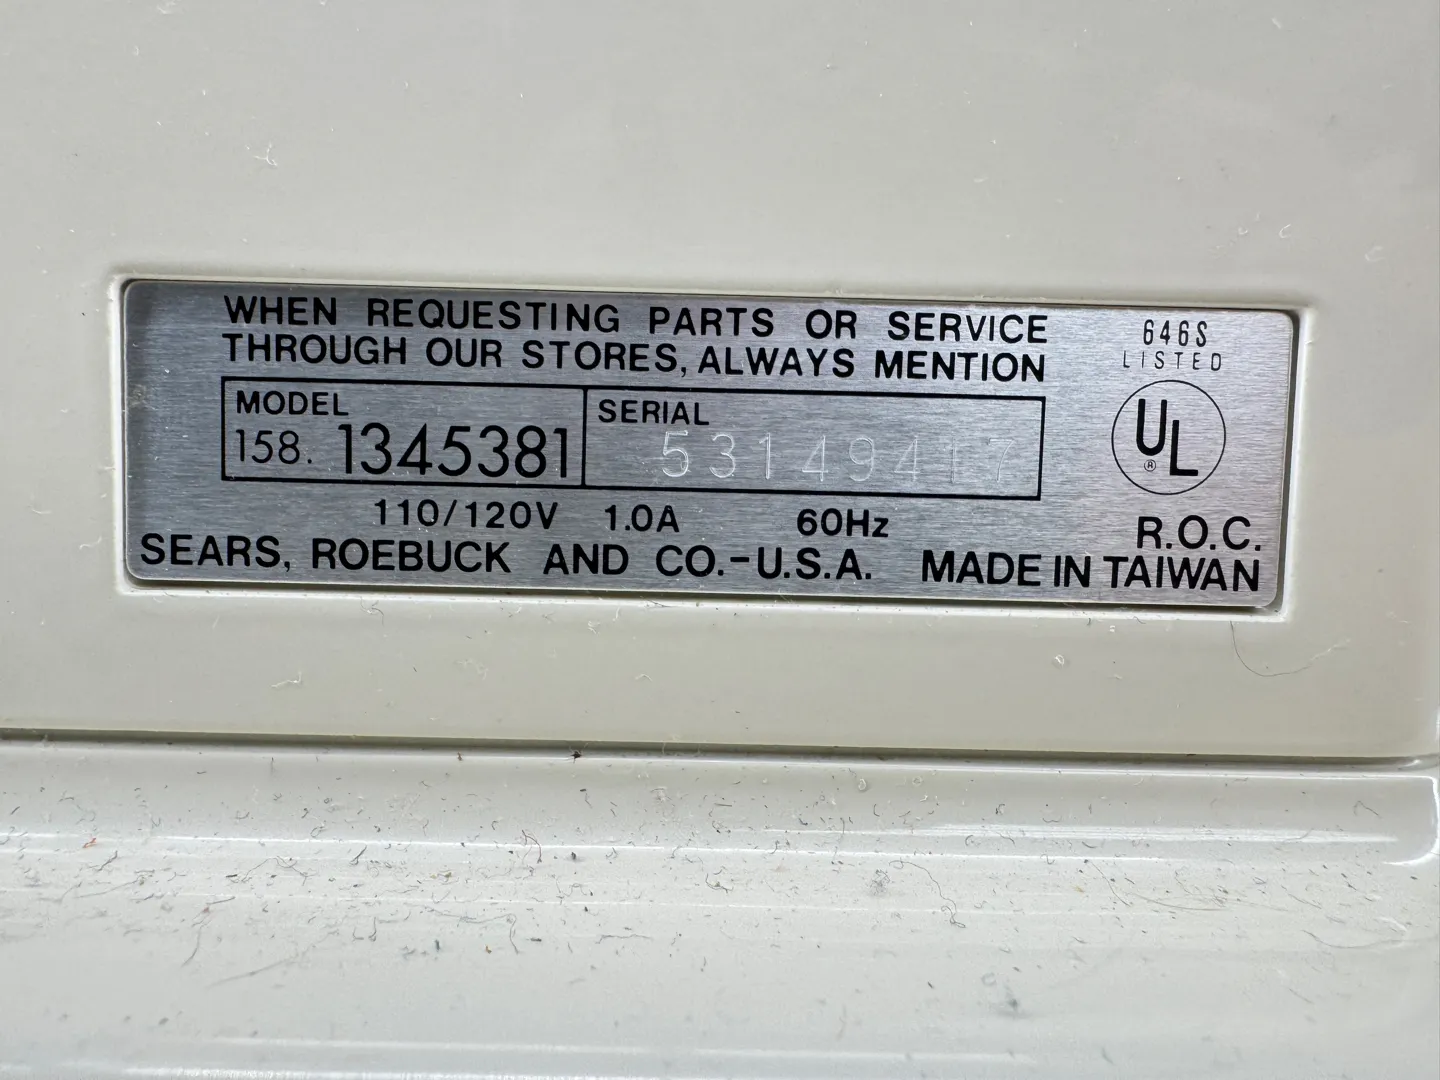 WHEN REQUESTING PARTS OR SERVICE
THROUGH OUR STORES, ALWAYS MENTION
646S
LISTED
MODEL
158. 1345381
SERIAL
53149417
UL
®
110/120V 1.0A 60Hz
R.O.C.
SEARS, ROEBUCK AND CO.-U.S.A. MADE IN TAIWAN